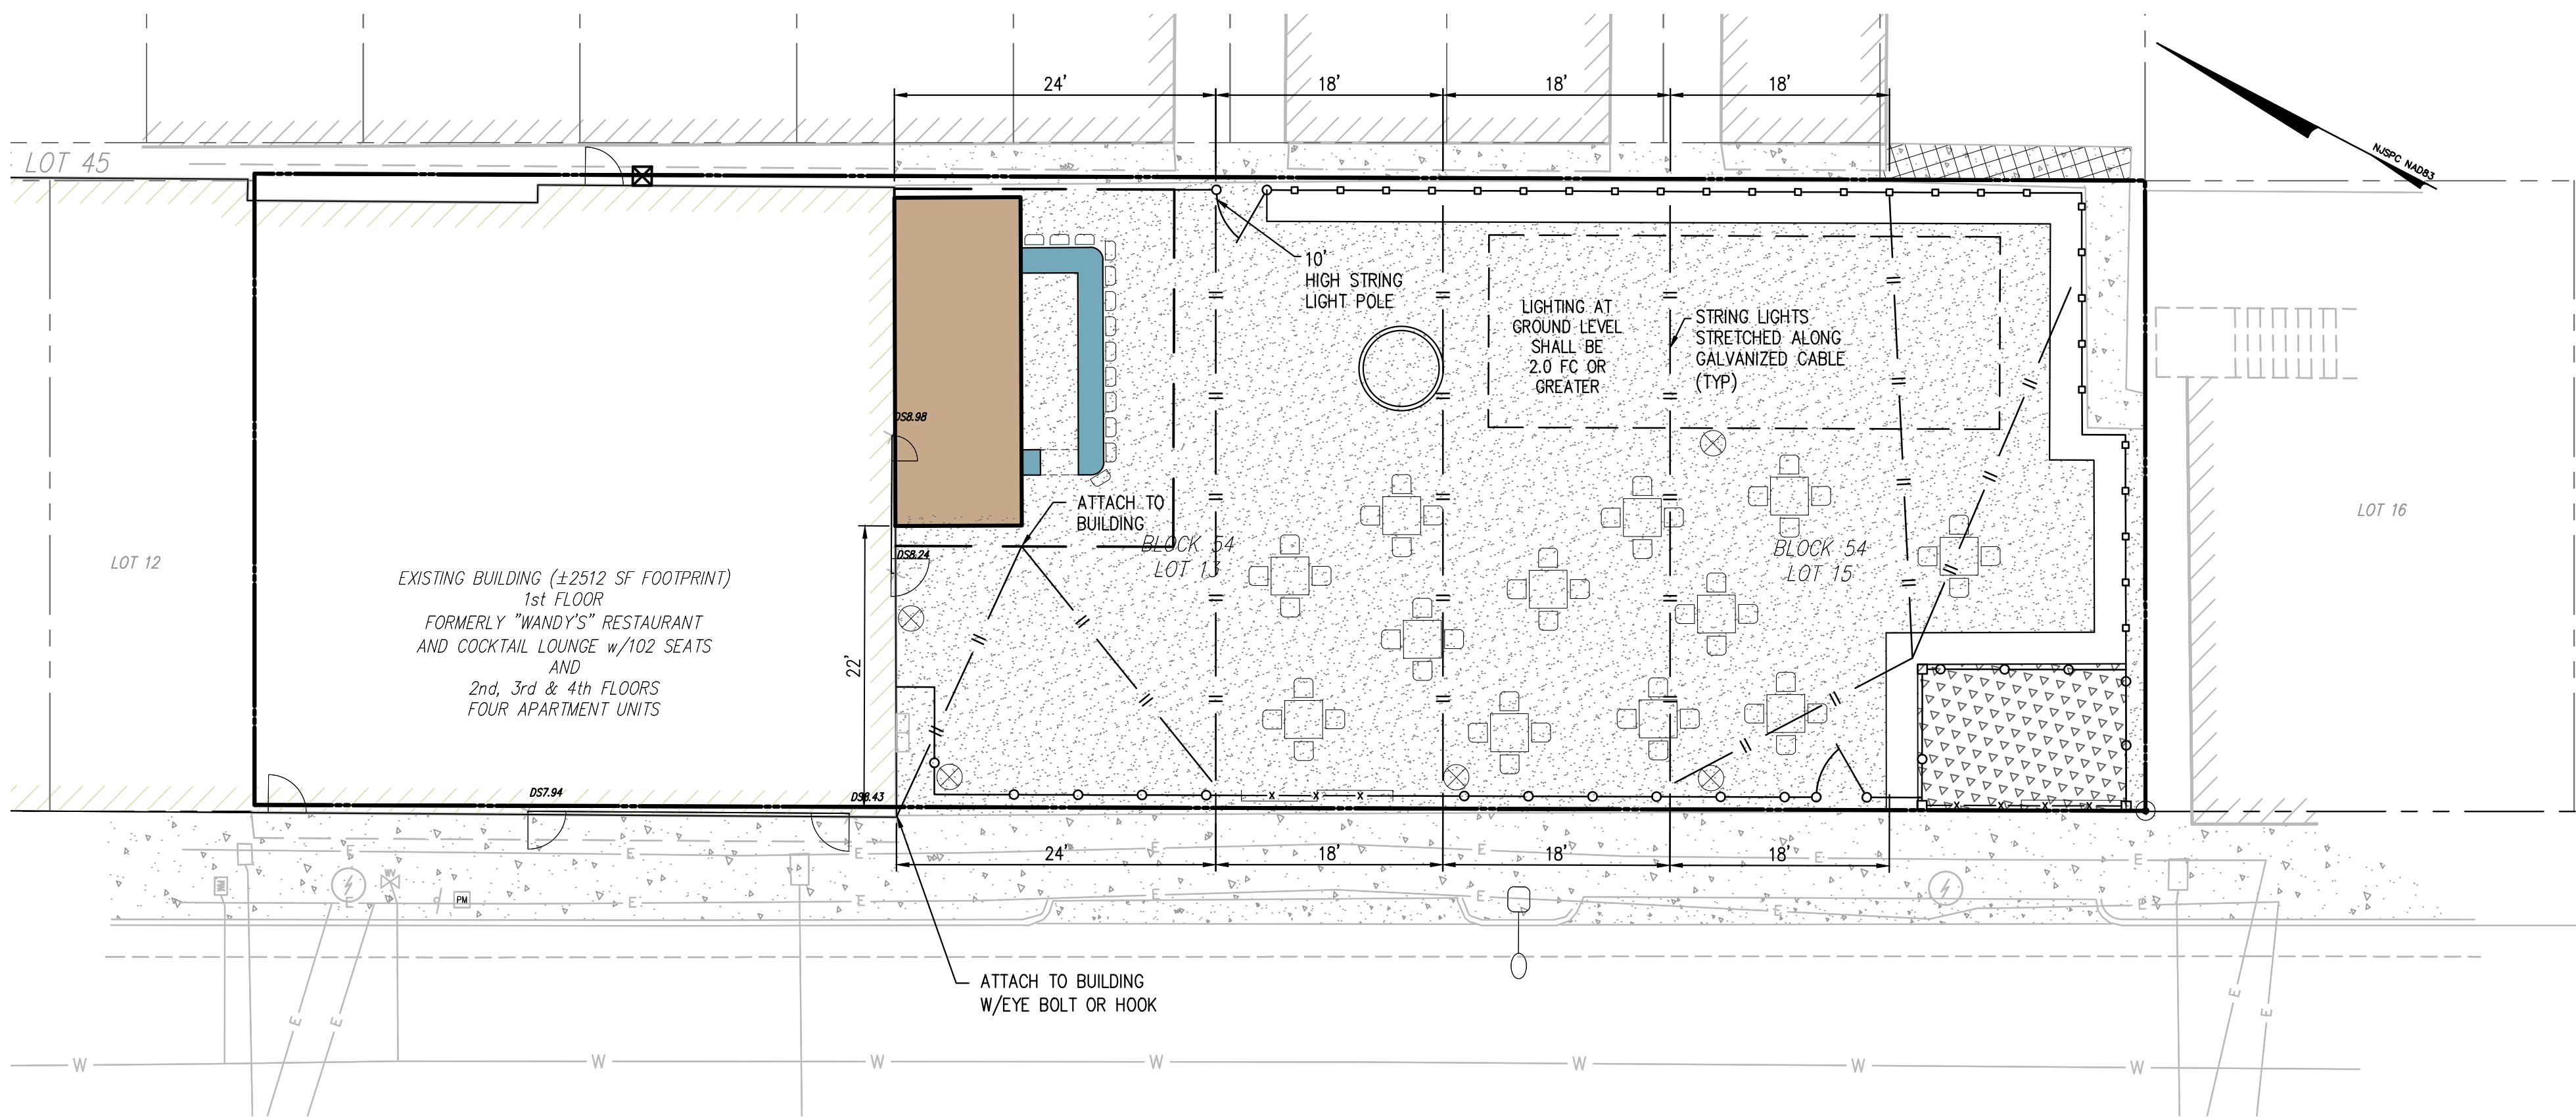 24'
18'
18'
18'
NJSPC NAD83
LOT 45
10'
HIGH STRING
LIGHT POLE
LIGHTING AT
GROUND LEVEL
SHALL BE
2.0 FC OR
GREATER
STRING LIGHTS
STRETCHED ALONG
GALVANIZED CABLE
(TYP)
DS8.98
ATTACH TO
BUILDING
LOT 16
BLOCK 54
LOT 13
BLOCK 54
LOT 15
DS8.24
LOT 12
EXISTING BUILDING (±2512 SF FOOTPRINT)
1st FLOOR
FORMERLY "WANDY'S" RESTAURANT
AND COCKTAIL LOUNGE w/102 SEATS
AND
2nd, 3rd & 4th FLOORS
FOUR APARTMENT UNITS
22'
DS7.94
DS8.43
X X X
X X X X
24'
18'
18'
18'
E E E E E E
WV
PM
E E E E E E
ATTACH TO BUILDING
W/EYE BOLT OR HOOK
E E E E
W W W W W W W